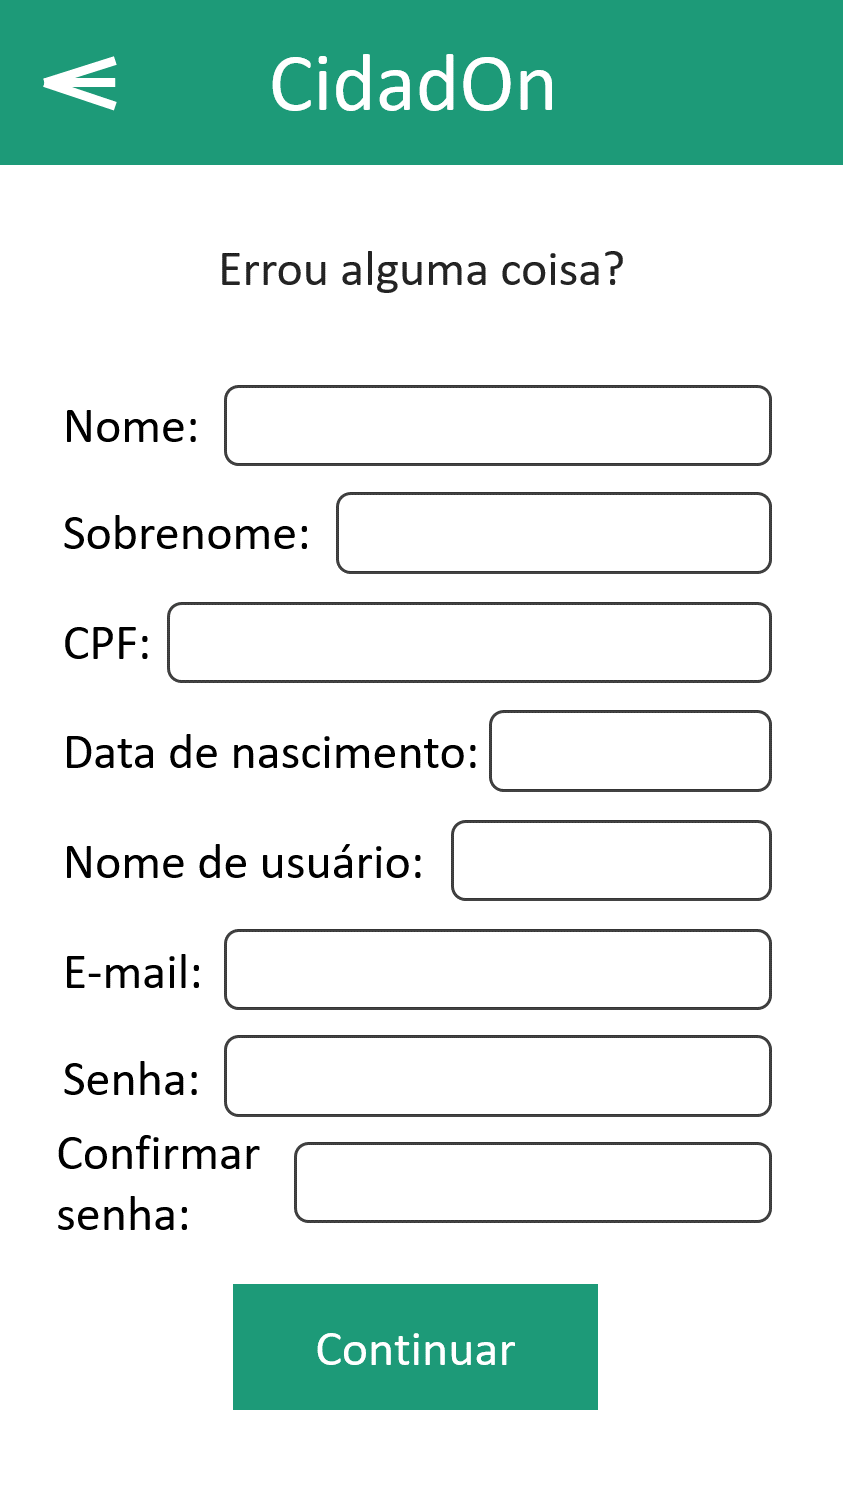 CidadOn
Errou alguma coisa?
Nome:
Sobrenome:
CPF:
Data de nascimento:
Nome de usuário:
E-mail:
Senha:
Confirmar
senha:
Continuar